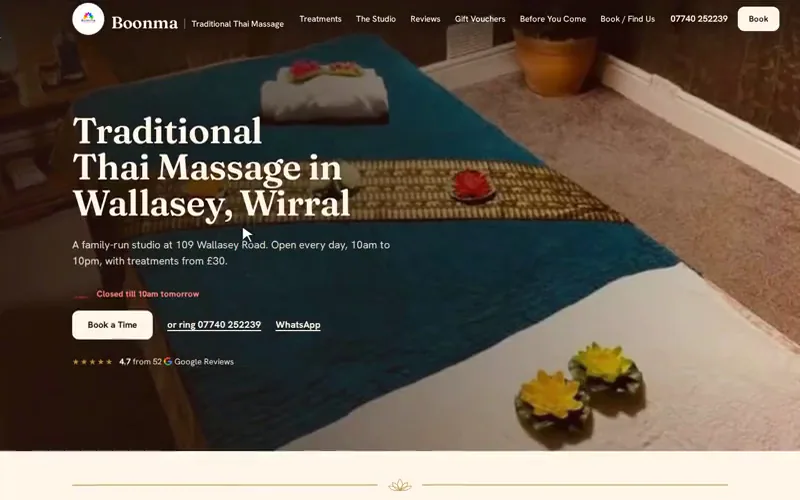 Boonma | Traditional Thai Massage
Treatments The Studio Reviews Gift Vouchers Before You Come Book / Find Us 07740 252239 Book
Traditional
Thai Massage in
Wallasey, Wirral
A family-run studio at 109 Wallasey Road. Open every day, 10am to
10pm, with treatments from £30.
Closed till 10am tomorrow
Book a Time or ring 07740 252239 WhatsApp
★★★★★ 4.7 from 52 G Google Reviews